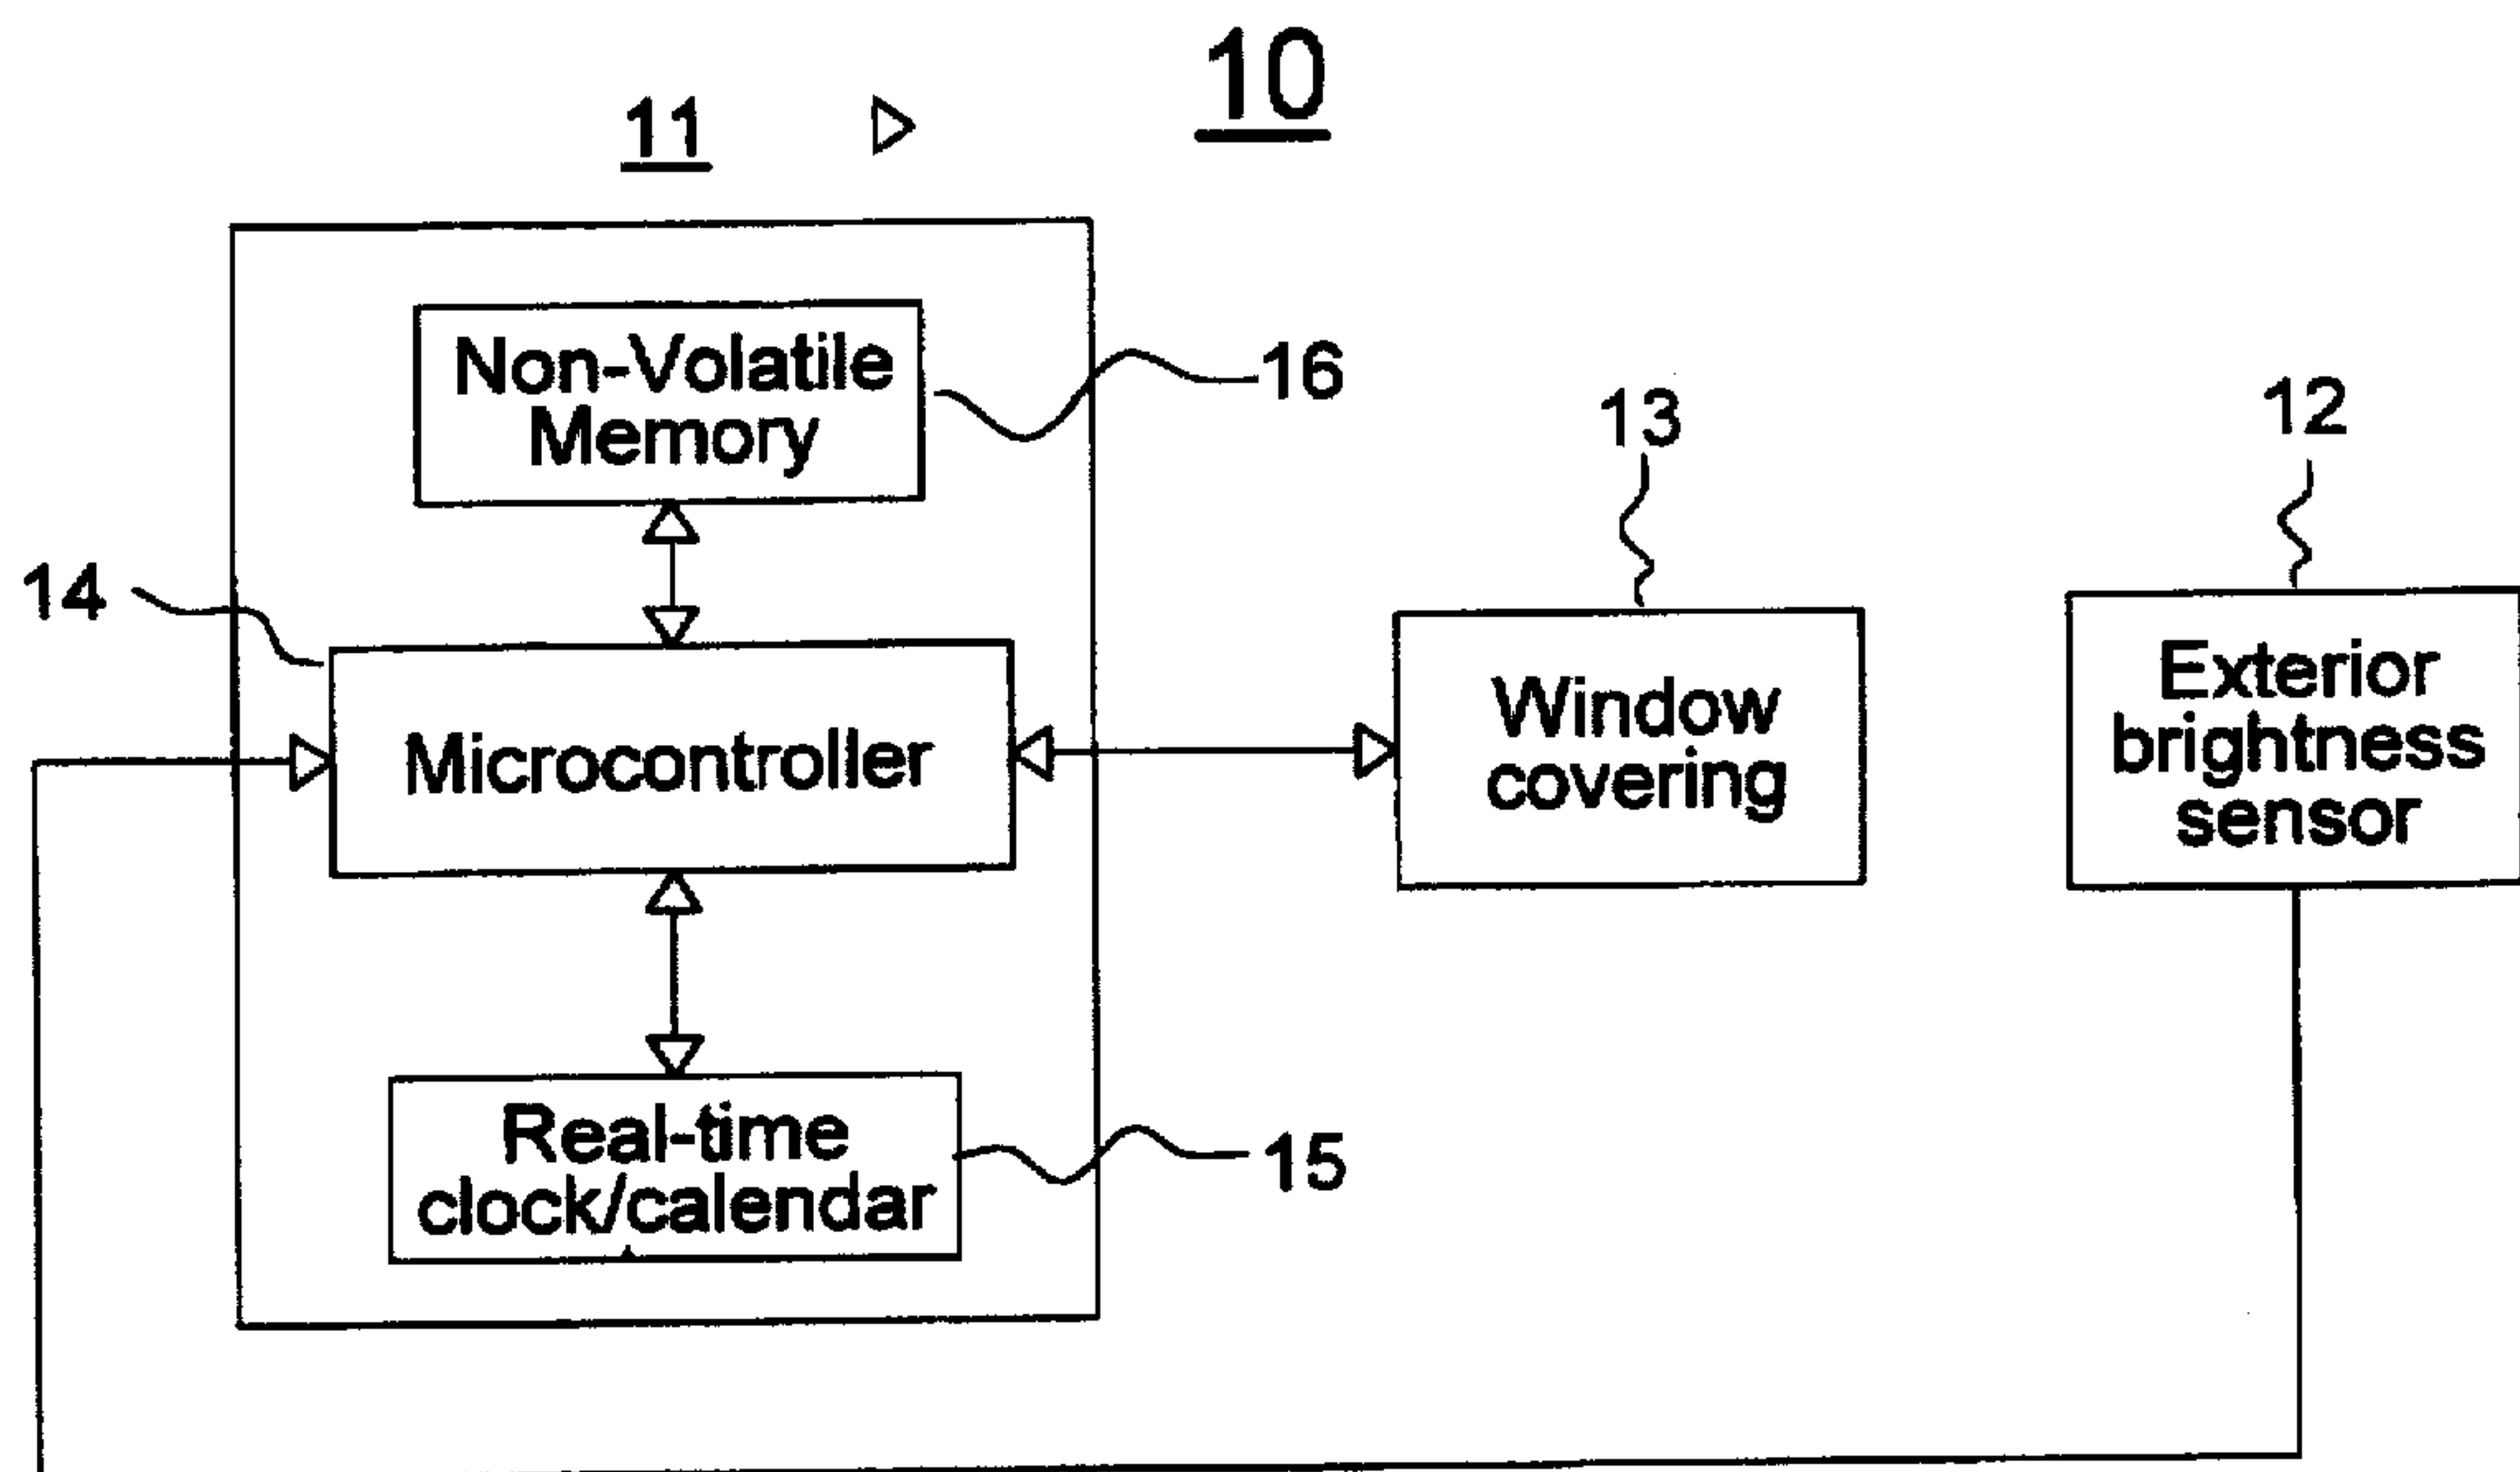 10
11
Non-Volatile
Memory
16
13
12
14
Microcontroller
Window
covering
Exterior
brightness
sensor
Real-time
clock/calendar
15